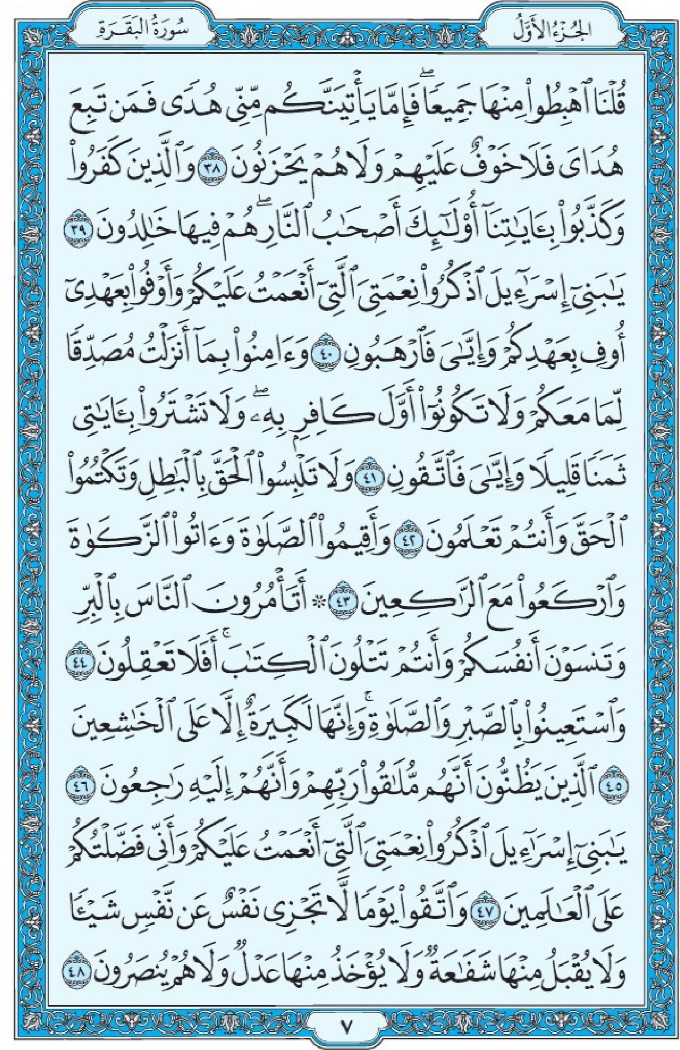 الجُزْءُ الأَوَّلُ
سُورَةُ البَقَرَةِ
قُلْنَا ٱهْبِطُوا۟ مِنْهَا جَمِيعًا ۖ فَإِمَّا يَأْتِيَنَّكُم مِّنِّى هُدًى فَمَن تَبِعَ
هُدَاىَ فَلَا خَوْفٌ عَلَيْهِمْ وَلَا هُمْ يَحْزَنُونَ ٣٨ وَٱلَّذِينَ كَفَرُوا۟
وَكَذَّبُوا۟ بِـَٔايَـٰتِنَآ أُو۟لَـٰٓئِكَ أَصْحَـٰبُ ٱلنَّارِ ۖ هُمْ فِيهَا خَـٰلِدُونَ ٣٩
يَـٰبَنِىٓ إِسْرَٰٓءِيلَ ٱذْكُرُوا۟ نِعْمَتِىَ ٱلَّتِىٓ أَنْعَمْتُ عَلَيْكُمْ وَأَوْفُوا۟ بِعَهْدِىٓ
أُوفِ بِعَهْدِكُمْ وَإِيَّـٰىَ فَٱرْهَبُونِ ٤٠ وَءَامِنُوا۟ بِمَآ أَنزَلْتُ مُصَدِّقًا
لِّمَا مَعَكُمْ وَلَا تَكُونُوٓا۟ أَوَّلَ كَافِرٍۭ بِهِۦ ۖ وَلَا تَشْتَرُوا۟ بِـَٔايَـٰتِى
ثَمَنًا قَلِيلًا وَإِيَّـٰىَ فَٱتَّقُونِ ٤١ وَلَا تَلْبِسُوا۟ ٱلْحَقَّ بِٱلْبَـٰطِلِ وَتَكْتُمُوا۟
ٱلْحَقَّ وَأَنتُمْ تَعْلَمُونَ ٤٢ وَأَقِيمُوا۟ ٱلصَّلَوٰةَ وَءَاتُوا۟ ٱلزَّكَوٰةَ
وَٱرْكَعُوا۟ مَعَ ٱلرَّٰكِعِينَ ٤٣ ۞ أَتَأْمُرُونَ ٱلنَّاسَ بِٱلْبِرِّ
وَتَنسَوْنَ أَنفُسَكُمْ وَأَنتُمْ تَتْلُونَ ٱلْكِتَـٰبَ ۚ أَفَلَا تَعْقِلُونَ ٤٤
وَٱسْتَعِينُوا۟ بِٱلصَّبْرِ وَٱلصَّلَوٰةِ ۚ وَإِنَّهَا لَكَبِيرَةٌ إِلَّا عَلَى ٱلْخَـٰشِعِينَ
٤٥ ٱلَّذِينَ يَظُنُّونَ أَنَّهُم مُّلَـٰقُوا۟ رَبِّهِمْ وَأَنَّهُمْ إِلَيْهِ رَٰجِعُونَ ٤٦
يَـٰبَنِىٓ إِسْرَٰٓءِيلَ ٱذْكُرُوا۟ نِعْمَتِىَ ٱلَّتِىٓ أَنْعَمْتُ عَلَيْكُمْ وَأَنِّى فَضَّلْتُكُمْ
عَلَى ٱلْعَـٰلَمِينَ ٤٧ وَٱتَّقُوا۟ يَوْمًا لَّا تَجْزِى نَفْسٌ عَن نَّفْسٍ شَيْـًٔا
وَلَا يُقْبَلُ مِنْهَا شَفَـٰعَةٌ وَلَا يُؤْخَذُ مِنْهَا عَدْلٌ وَلَا هُمْ يُنصَرُونَ ٤٨
٧